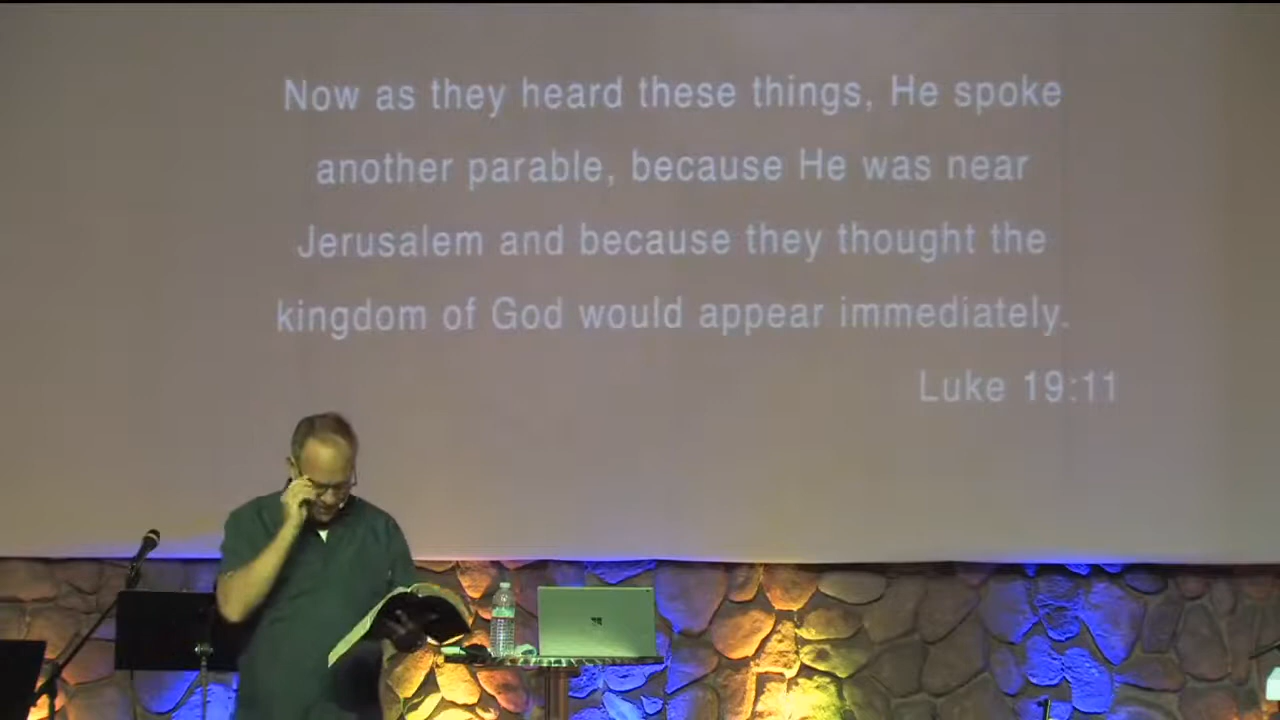 Now as they heard these things, He spoke
another parable, because He was near
Jerusalem and because they thought the
kingdom of God would appear immediately.
Luke 19:11